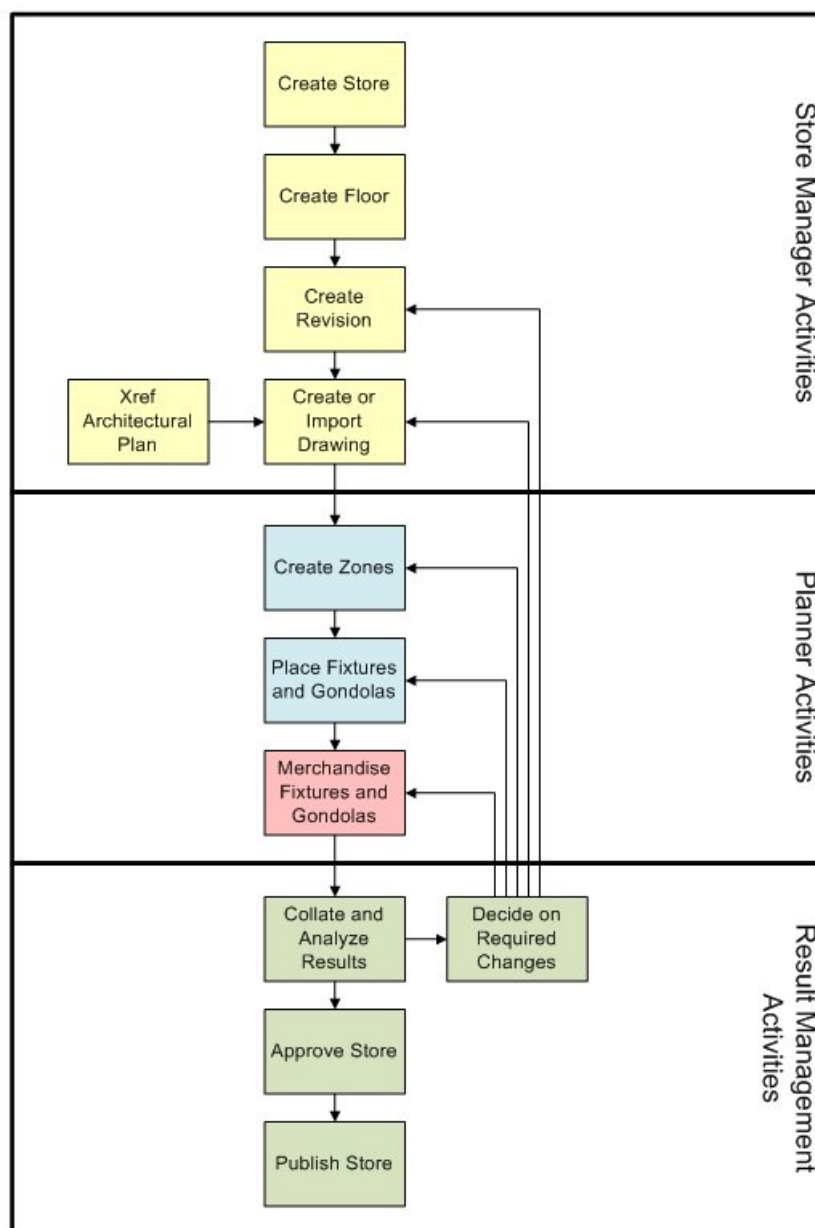 Create Store
Create Floor
Create
Revision
Xref
Architectural
Plan
Create or
Import
Drawing
Store Manager Activities
Create Zones
Place Fixtures
and Gondolas
Merchandise
Fixtures and
Gondolas
Planner Activities
Collate and
Analyze
Results
Decide on
Required
Changes
Approve Store
Publish Store
Result Management
Activities